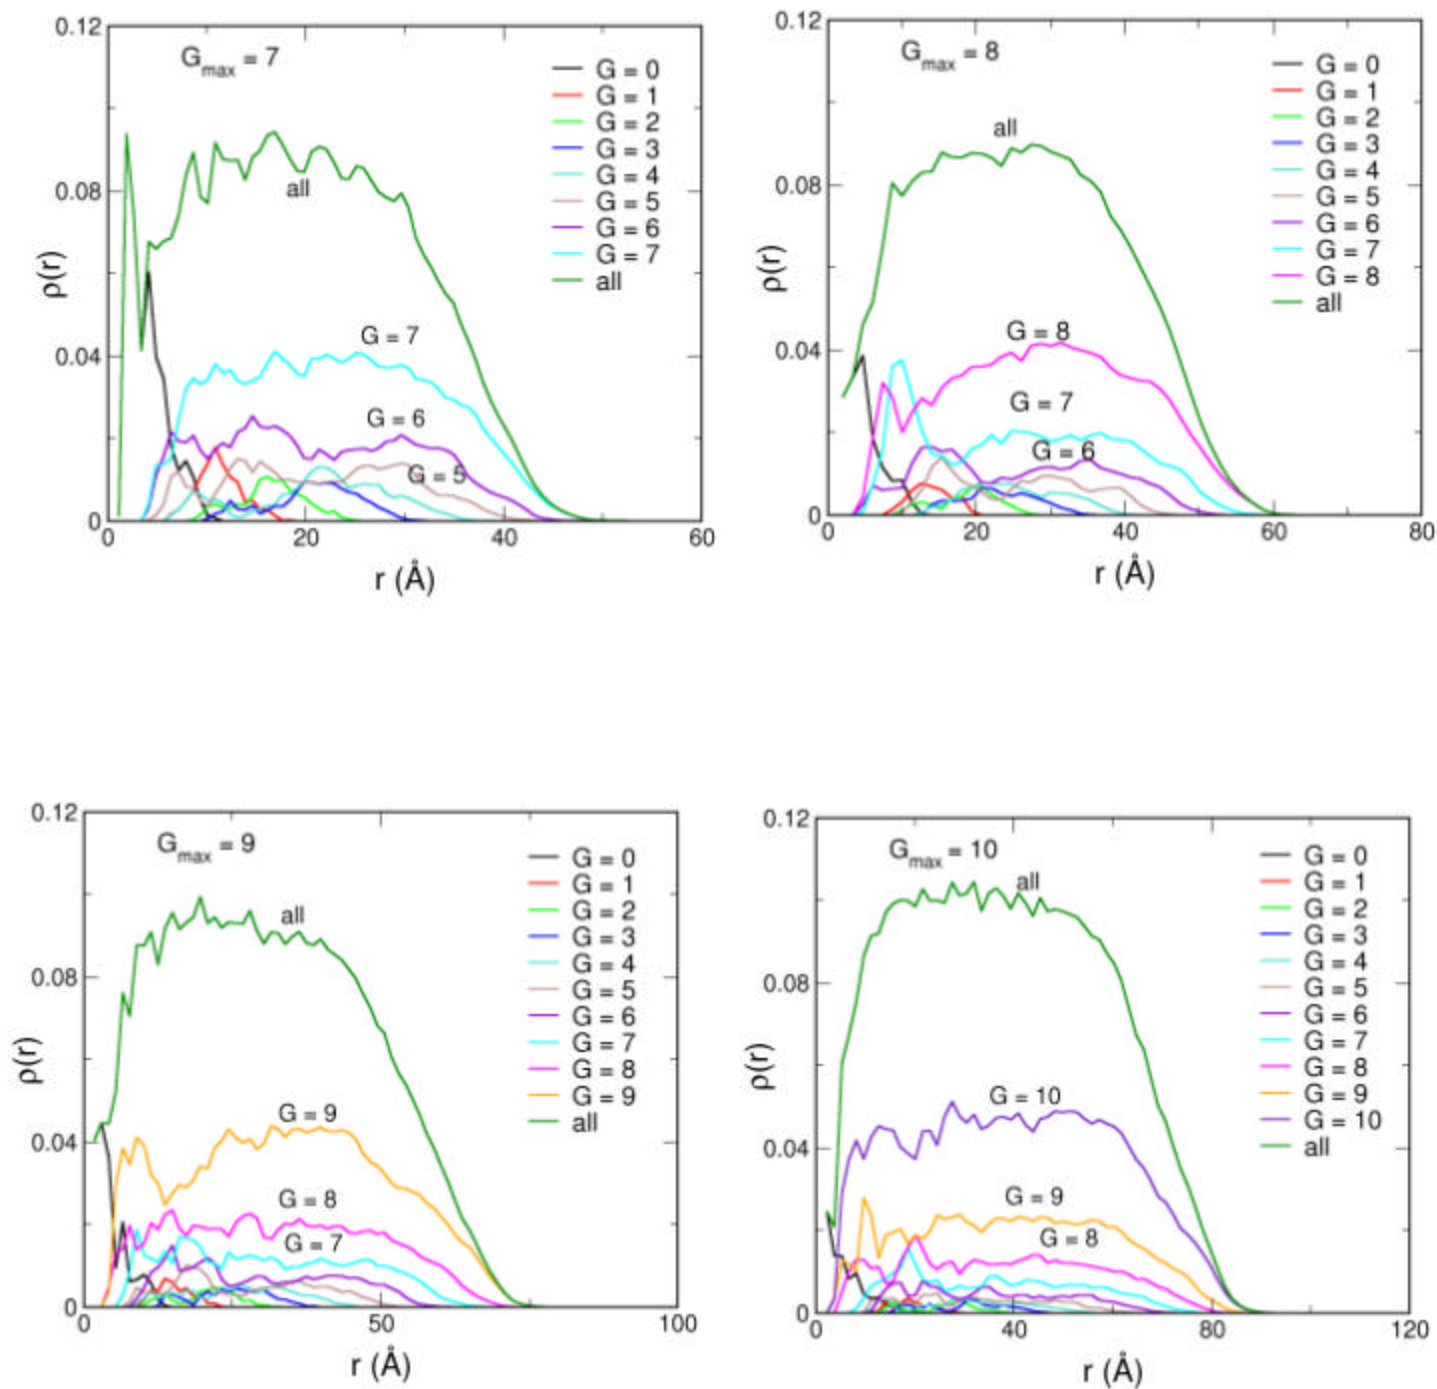 G_max = 7
0.12
0.08
0.04
0
ρ(r)
G = 0
G = 1
G = 2
G = 3
G = 4
G = 5
G = 6
G = 7
all
all
G = 7
G = 6
G = 5
0 20 40 60
r (Å)
G_max = 8
0.12
0.08
0.04
0
ρ(r)
G = 0
G = 1
G = 2
G = 3
G = 4
G = 5
G = 6
G = 7
G = 8
all
all
G = 8
G = 7
G = 6
0 20 40 60 80
r (Å)
G_max = 9
0.12
0.08
0.04
0
ρ(r)
G = 0
G = 1
G = 2
G = 3
G = 4
G = 5
G = 6
G = 7
G = 8
G = 9
all
all
G = 9
G = 8
G = 7
0 50 100
r (Å)
G_max = 10
0.12
0.08
0.04
0
ρ(r)
G = 0
G = 1
G = 2
G = 3
G = 4
G = 5
G = 6
G = 7
G = 8
G = 9
G = 10
all
all
G = 10
G = 9
G = 8
0 40 80 120
r (Å)